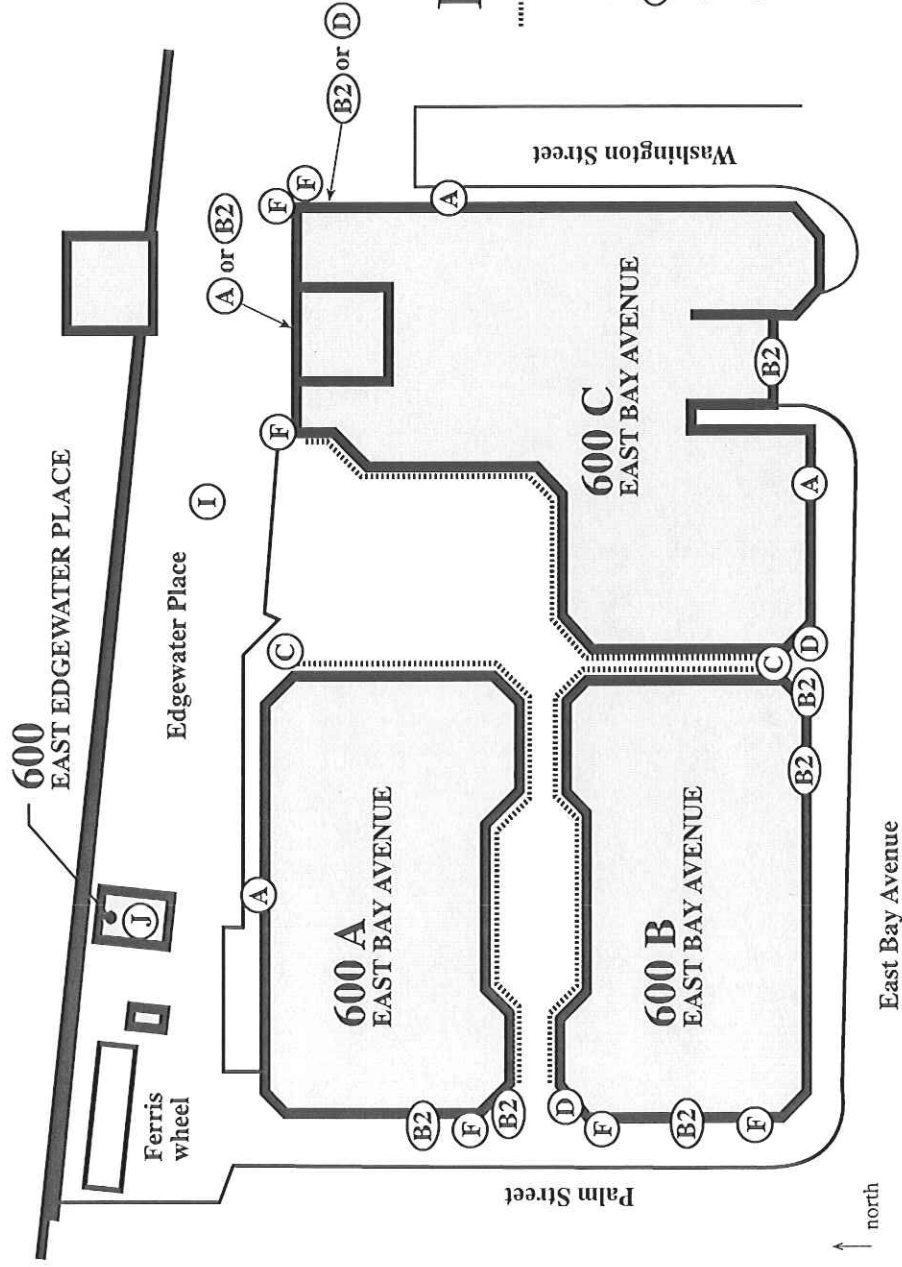 600
EAST EDGEWATER PLACE
J
Ferris
wheel
Edgewater Place
I
A or B2
B2 or D
F
F
F
C
A
600 A
EAST BAY AVENUE
B2
F
B2
Palm Street
Washington Street
A
600 C
EAST BAY AVENUE
D
F
B2
F
600 B
EAST BAY AVENUE
B2
B2
C
D
A
B2
East Bay Avenue
north